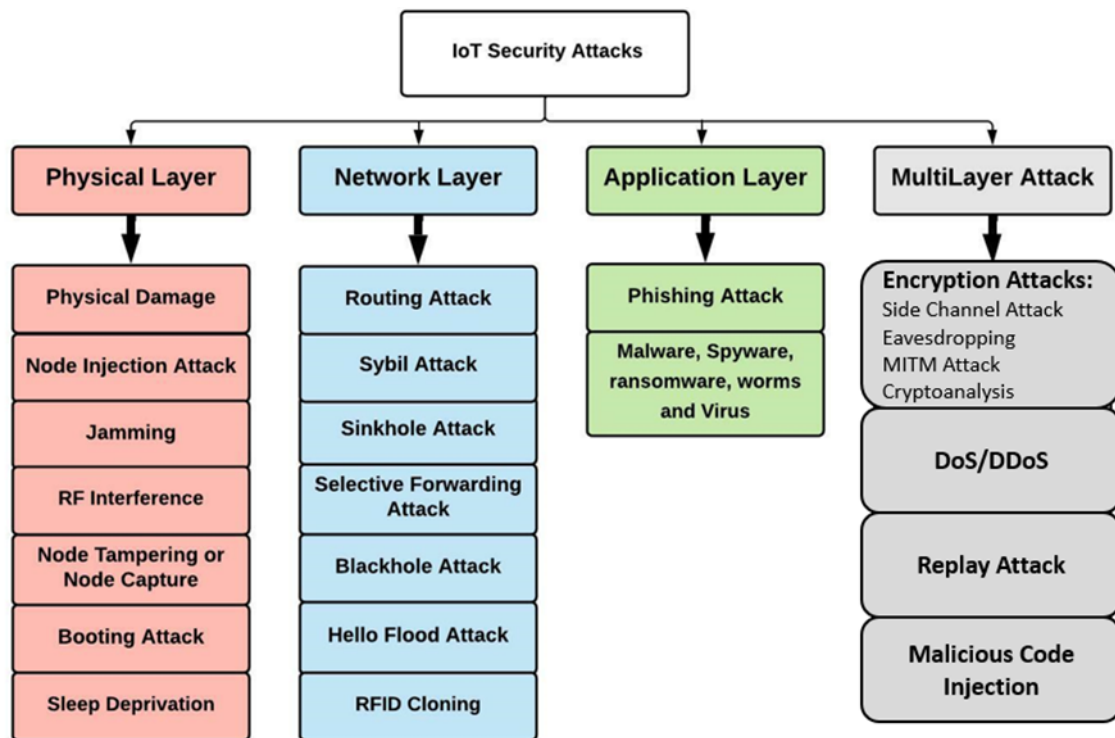 IoT Security Attacks
Physical Layer
Physical Damage
Node Injection Attack
Jamming
RF Interference
Node Tampering or
Node Capture
Booting Attack
Sleep Deprivation
Network Layer
Routing Attack
Sybil Attack
Sinkhole Attack
Selective Forwarding
Attack
Blackhole Attack
Hello Flood Attack
RFID Cloning
Application Layer
Phishing Attack
Malware, Spyware,
ransomware, worms
and Virus
MultiLayer Attack
Encryption Attacks:
Side Channel Attack
Eavesdropping
MITM Attack
Cryptoanalysis
DoS/DDoS
Replay Attack
Malicious Code
Injection